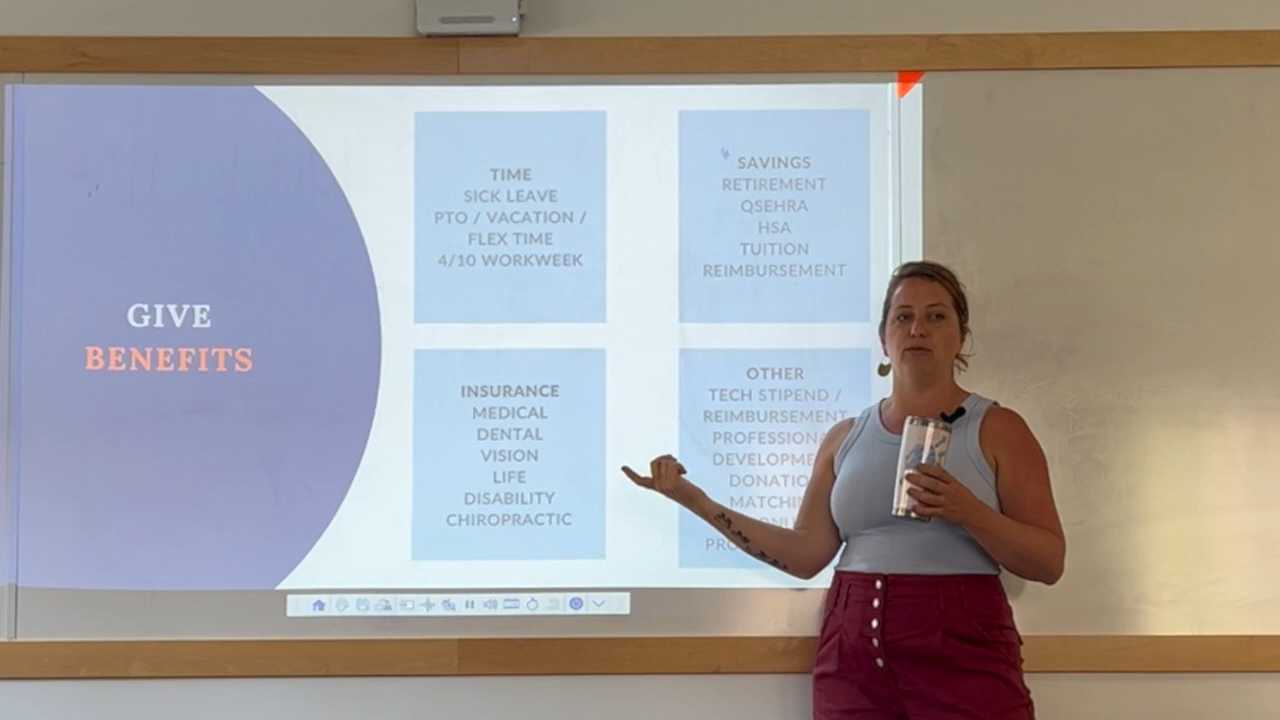 GIVE
BENEFITS
TIME
SICK LEAVE
PTO / VACATION /
FLEX TIME
4/10 WORKWEEK
SAVINGS
RETIREMENT
QSEHRA
HSA
TUITION
REIMBURSEMENT
INSURANCE
MEDICAL
DENTAL
VISION
LIFE
DISABILITY
CHIROPRACTIC
OTHER
TECH STIPEND /
REIMBURSEMENT